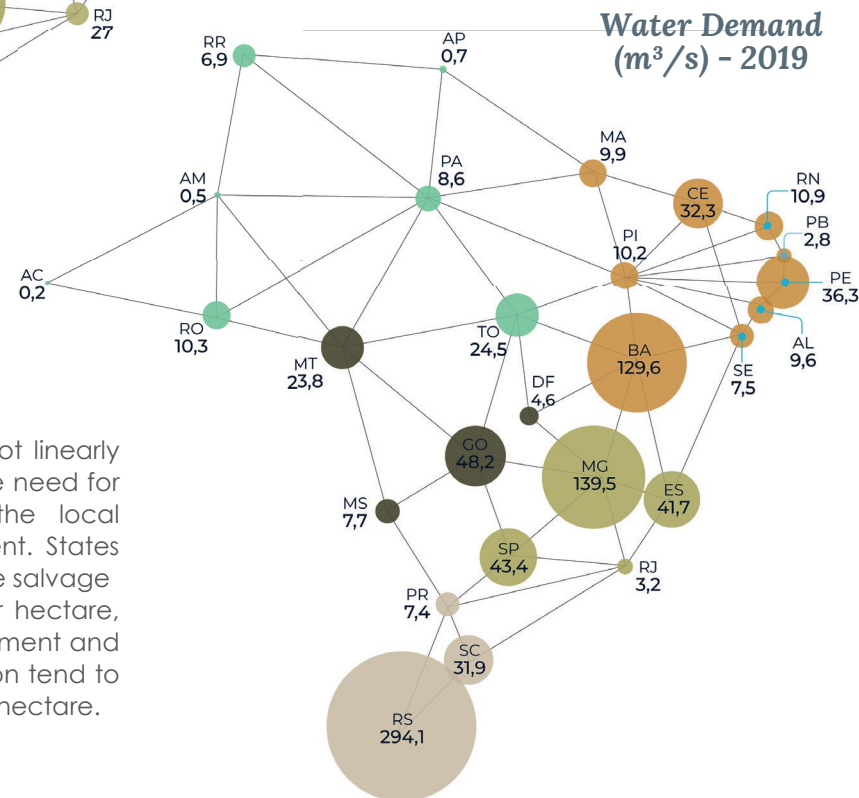 RJ
27
Water Demand
(m³/s) - 2019
RR
6,9
AP
0,7
MA
9,9
PA
8,6
CE
32,3
RN
10,9
AM
0,5
PB
2,8
PI
10,2
AC
0,2
PE
36,3
RO
10,3
TO
24,5
AL
9,6
MT
23,8
BA
129,6
SE
7,5
DF
4,6
GO
48,2
MG
139,5
ES
41,7
MS
7,7
SP
43,4
RJ
3,2
PR
7,4
SC
31,9
RS
294,1
ot linearly
e need for
the local
ent. States
e salvage
r hectare,
ment and
on tend to
hectare.